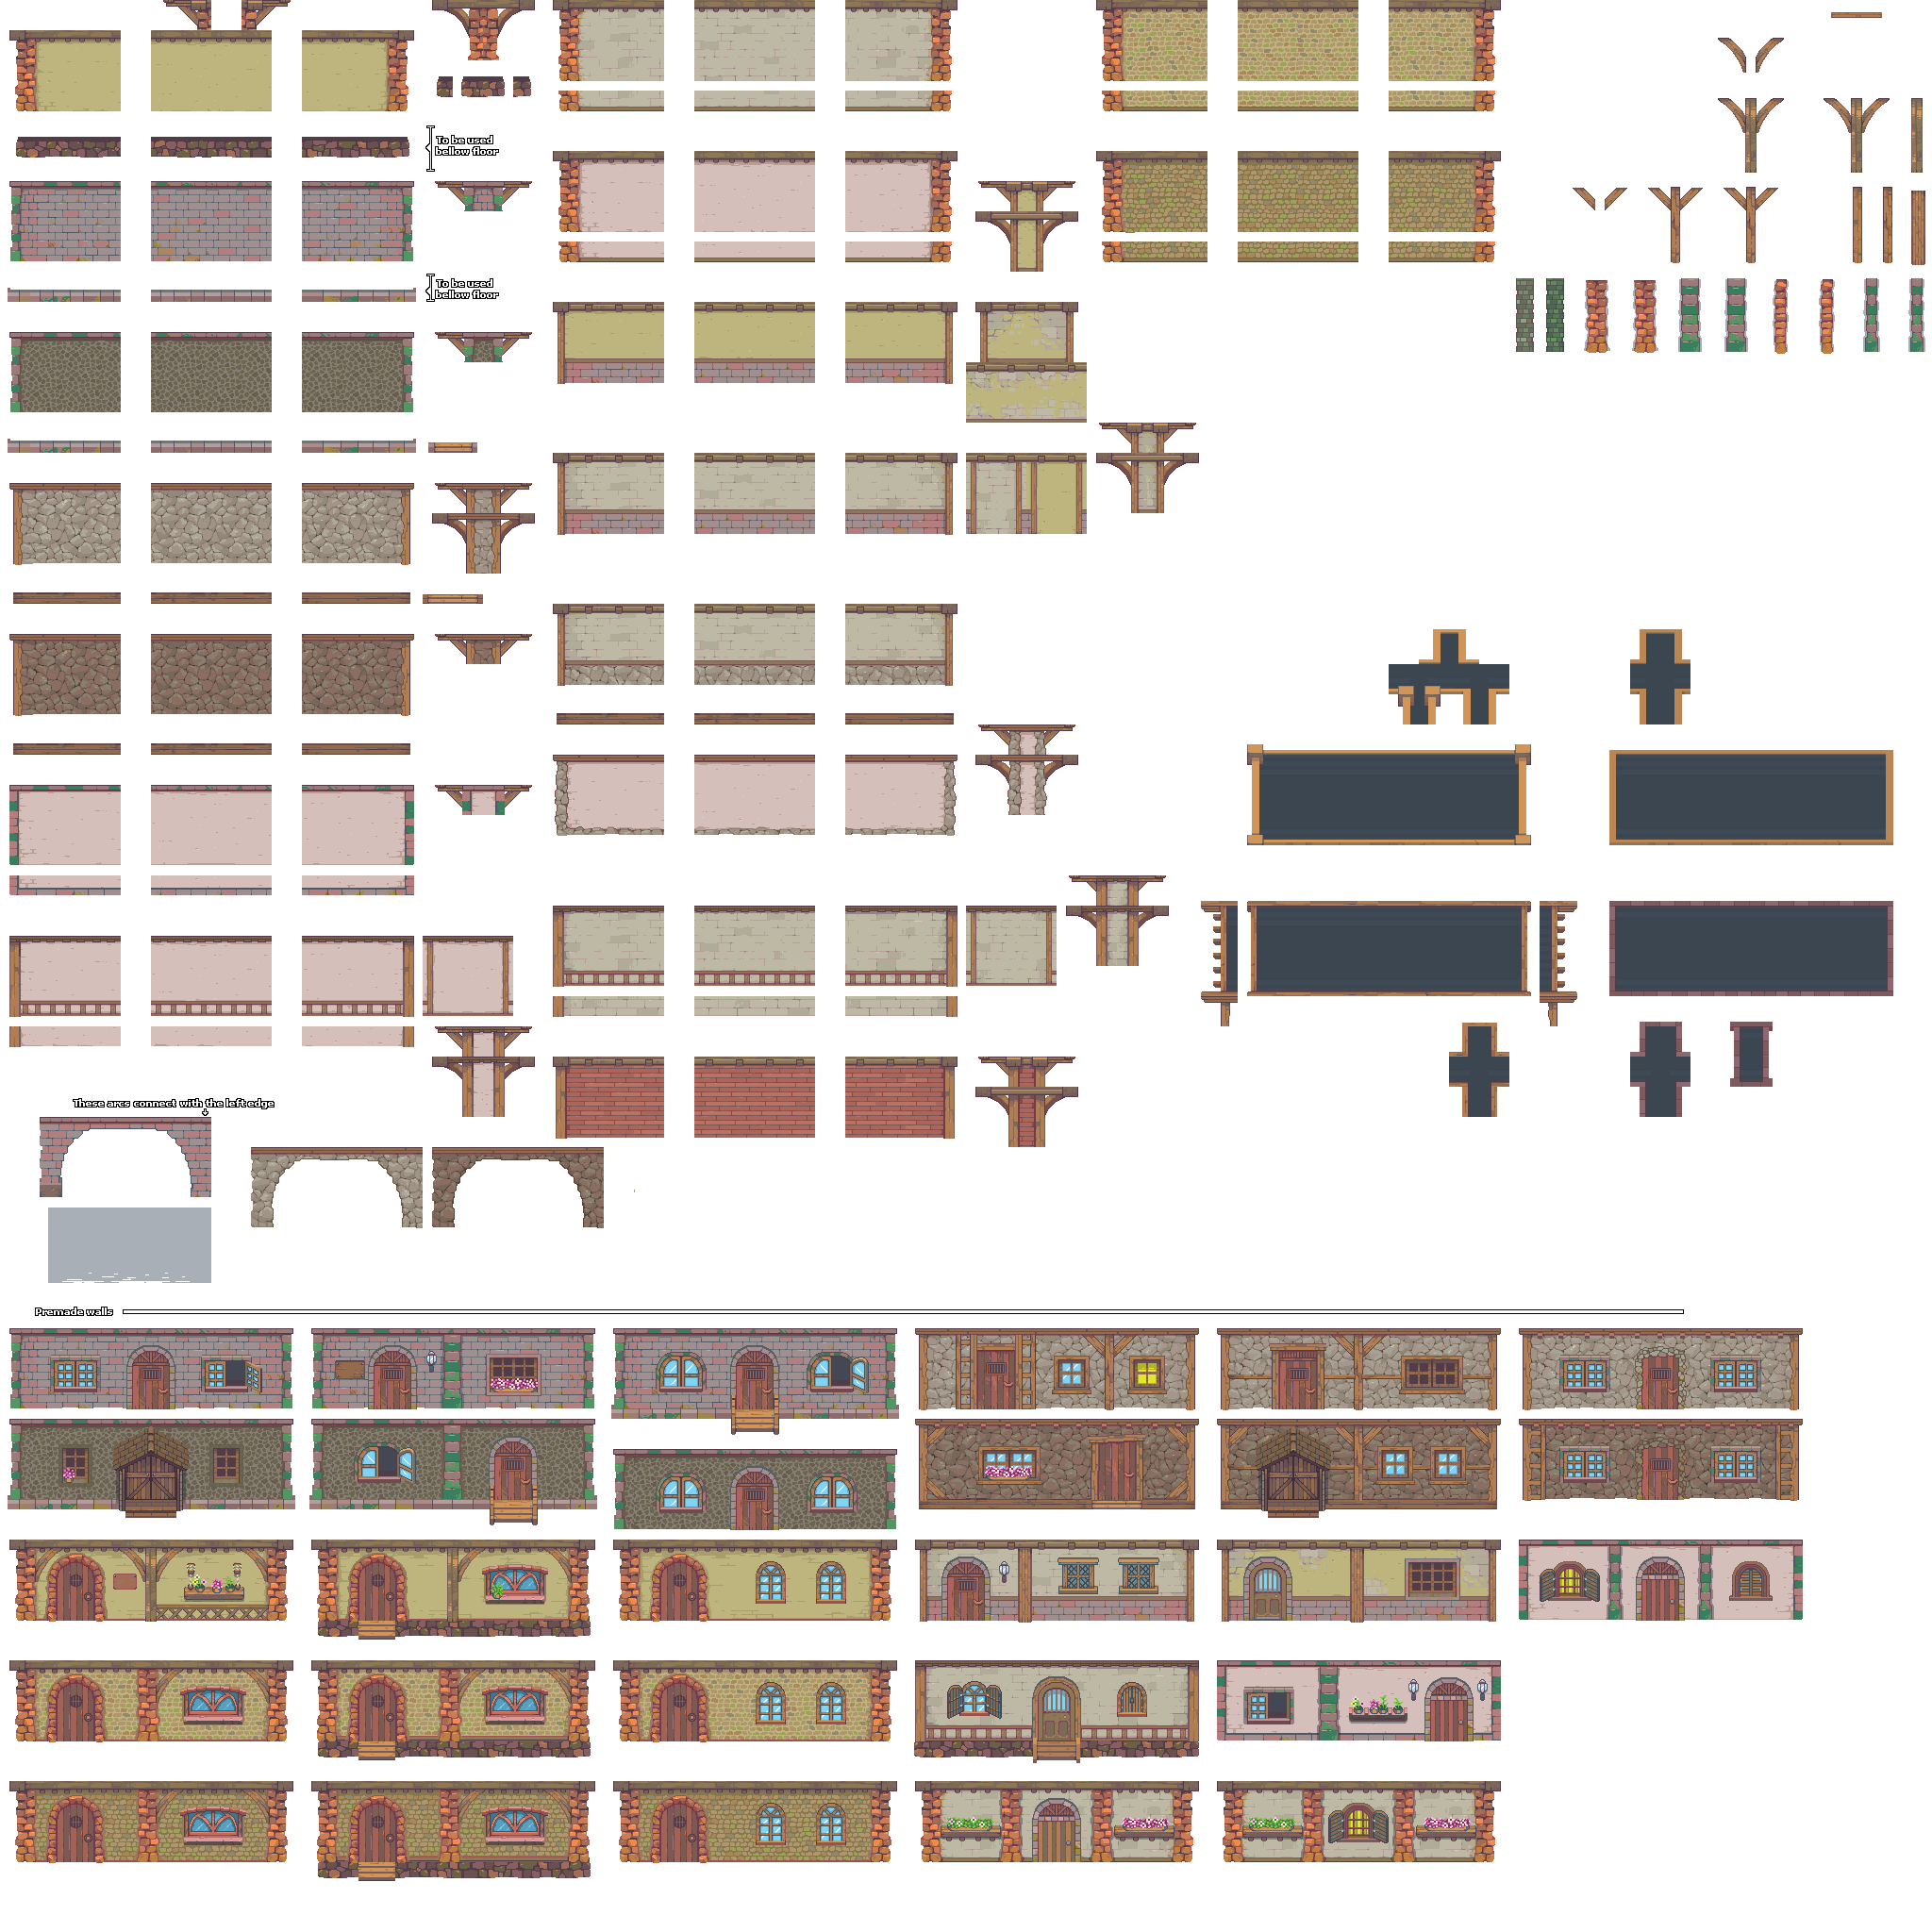 To be used
bellow floor
To be used
bellow floor
These arcs connect with the left edge
Premade walls